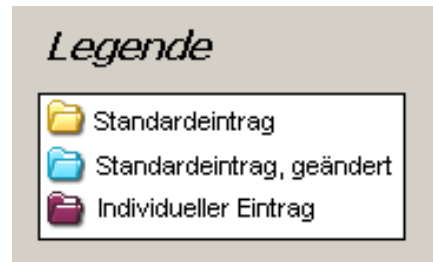 Legende
Standardeintrag
Standardeintrag, geändert
Individueller Eintrag